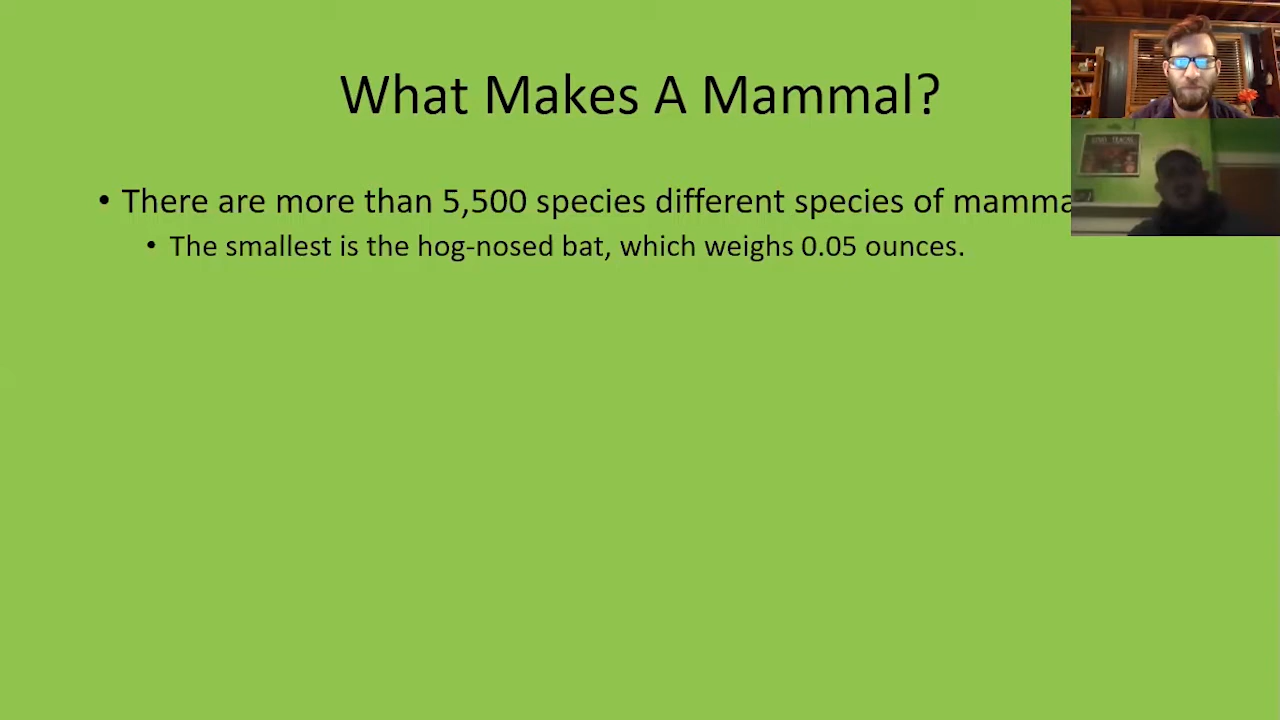 What Makes A Mammal?
• There are more than 5,500 species different species of
• The smallest is the hog-nosed bat, which weighs 0.05 ounces.